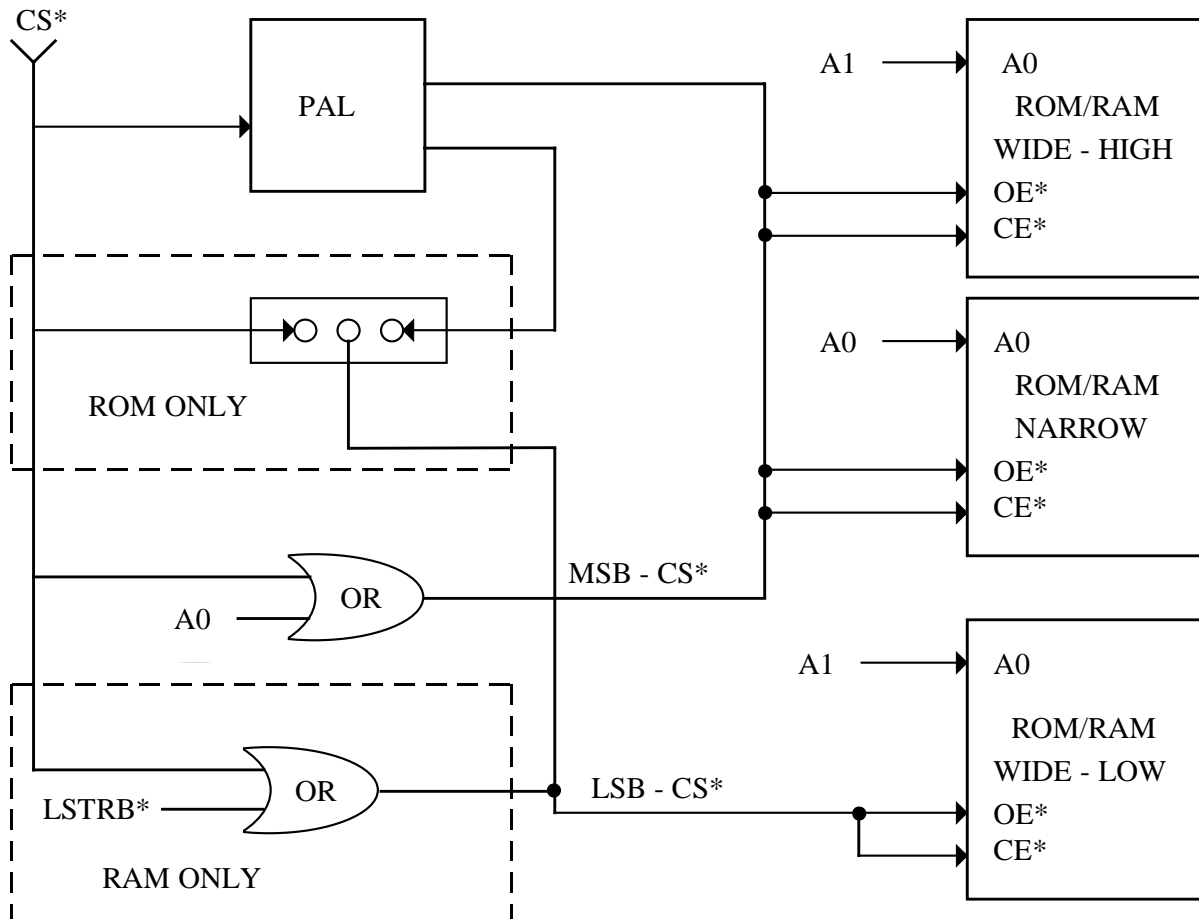 CS*
PAL
A1
A0
ROM/RAM
WIDE - HIGH
OE*
CE*
ROM ONLY
A0
A0
ROM/RAM
NARROW
OE*
CE*
OR
A0
MSB - CS*
A1
A0
ROM/RAM
WIDE - LOW
OE*
CE*
OR
LSTRB*
LSB - CS*
RAM ONLY